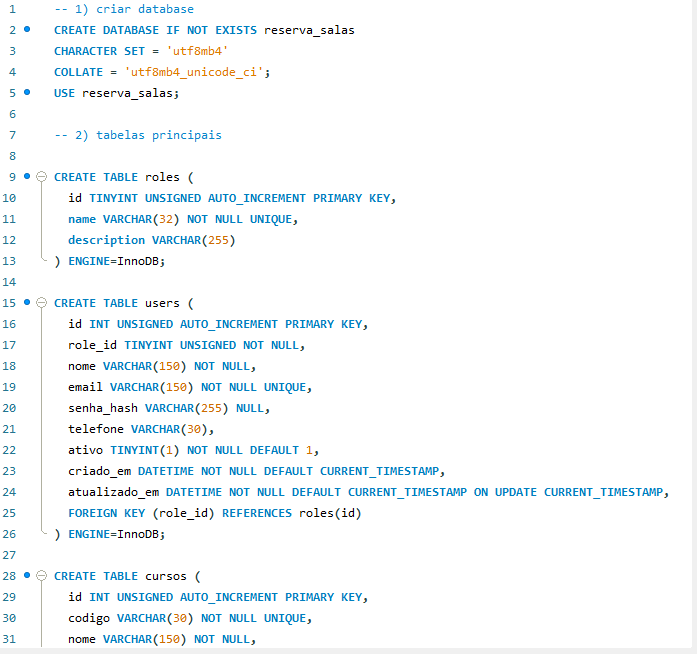 1 -- 1) criar database
2 CREATE DATABASE IF NOT EXISTS reserva_salas
3 CHARACTER SET = 'utf8mb4'
4 COLLATE = 'utf8mb4_unicode_ci';
5 USE reserva_salas;
6
7 -- 2) tabelas principais
8
9 CREATE TABLE roles (
10 id TINYINT UNSIGNED AUTO_INCREMENT PRIMARY KEY,
11 name VARCHAR(32) NOT NULL UNIQUE,
12 description VARCHAR(255)
13 ) ENGINE=InnoDB;
14
15 CREATE TABLE users (
16 id INT UNSIGNED AUTO_INCREMENT PRIMARY KEY,
17 role_id TINYINT UNSIGNED NOT NULL,
18 nome VARCHAR(150) NOT NULL,
19 email VARCHAR(150) NOT NULL UNIQUE,
20 senha_hash VARCHAR(255) NULL,
21 telefone VARCHAR(30),
22 ativo TINYINT(1) NOT NULL DEFAULT 1,
23 criado_em DATETIME NOT NULL DEFAULT CURRENT_TIMESTAMP,
24 atualizado_em DATETIME NOT NULL DEFAULT CURRENT_TIMESTAMP ON UPDATE CURRENT_TIMESTAMP,
25 FOREIGN KEY (role_id) REFERENCES roles(id)
26 ) ENGINE=InnoDB;
27
28 CREATE TABLE cursos (
29 id INT UNSIGNED AUTO_INCREMENT PRIMARY KEY,
30 codigo VARCHAR(30) NOT NULL UNIQUE,
31 nome VARCHAR(150) NOT NULL,